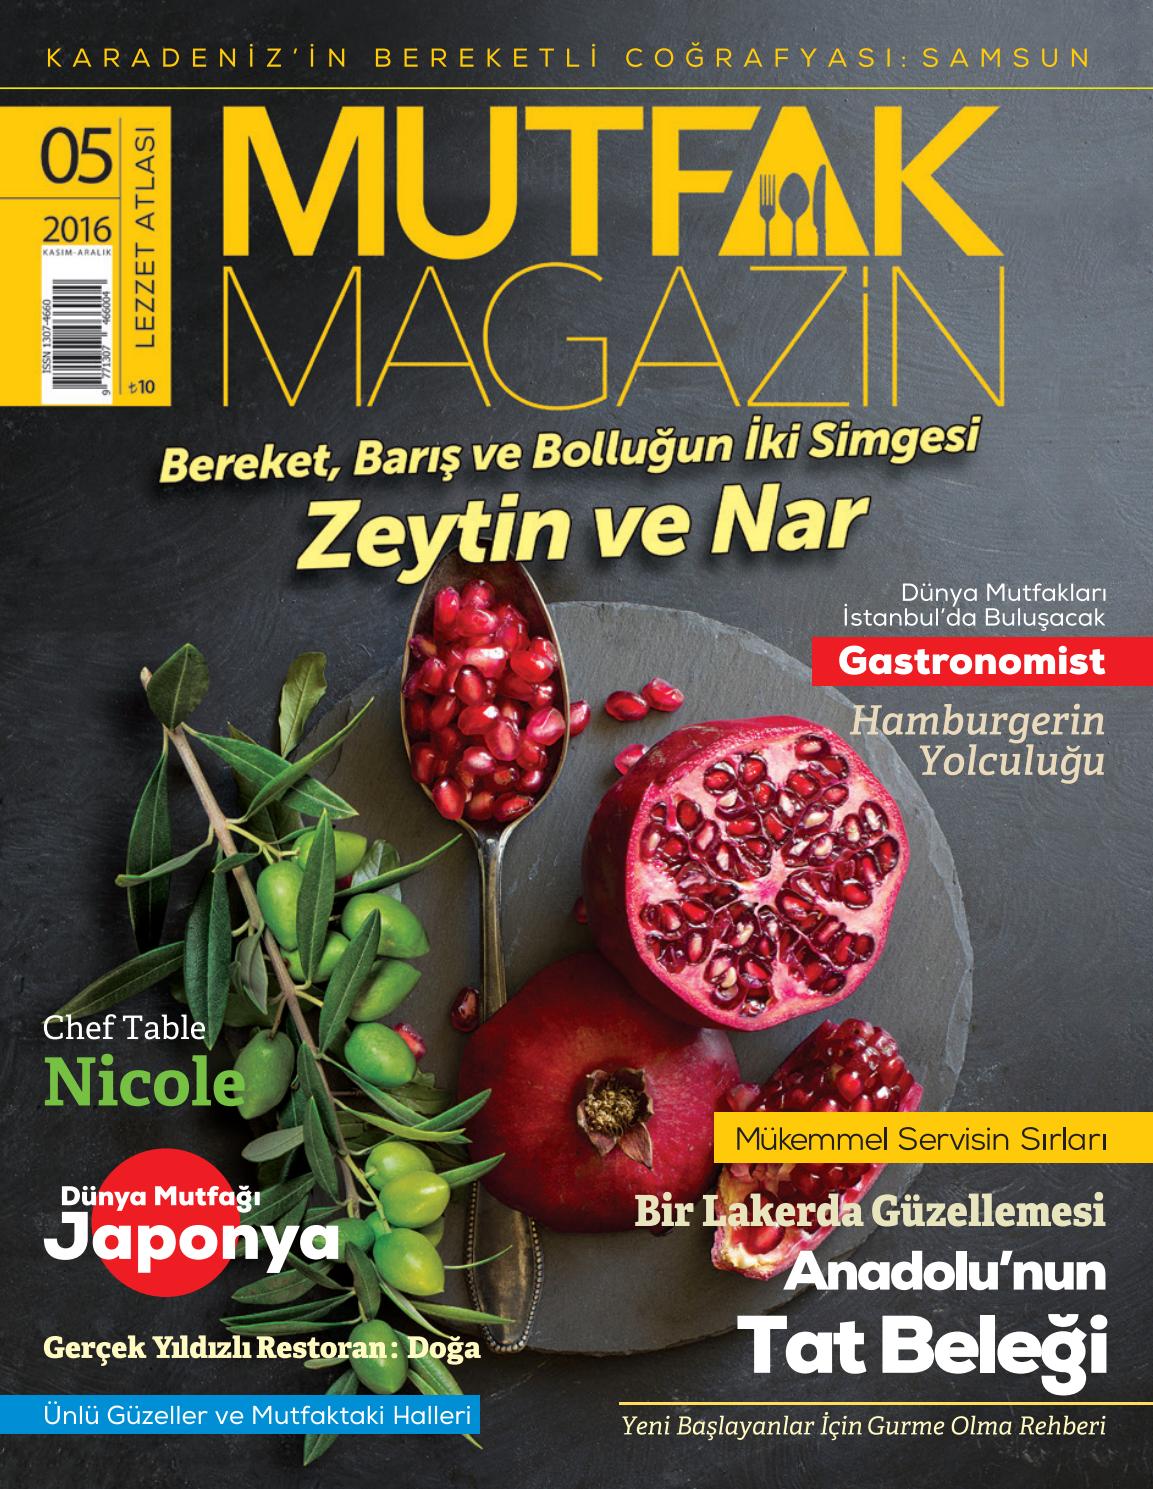 KARADENİZ'İN BEREKETLİ COĞRAFYASI: SAMSUN
05
2016
KASIM-ARALIK
LEZZET ATLASI
ISSN 1307-4660
9 771307 466004
₺10
MUTFAK
MAGAZİN
Bereket, Barış ve Bolluğun İki Simgesi
Zeytin ve Nar
Dünya Mutfakları
İstanbul'da Buluşacak
Gastronomist
Hamburgerin
Yolculuğu
Chef Table
Nicole
Dünya Mutfağı
Japonya
Gerçek Yıldızlı Restoran: Doğa
Ünlü Güzeller ve Mutfaktaki Halleri
Mükemmel Servisin Sırları
Bir Lakerda Güzellemesi
Anadolu'nun
Tat Beleği
Yeni Başlayanlar İçin Gurme Olma Rehberi